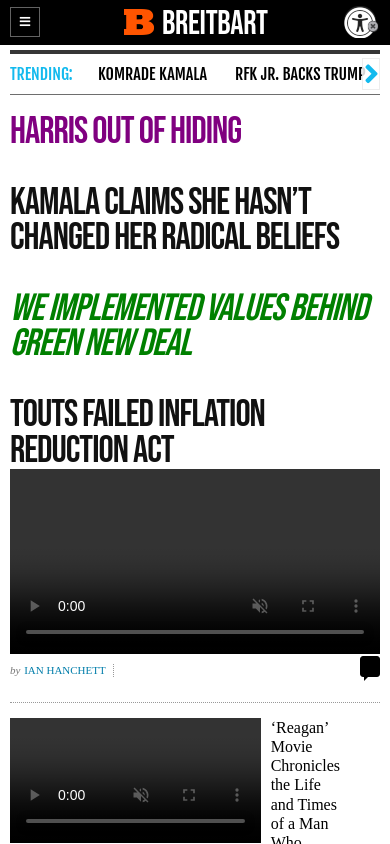 BREITBART
TRENDING: KOMRADE KAMALA RFK JR. BACKS TRUMP
HARRIS OUT OF HIDING
KAMALA CLAIMS SHE HASN’T
CHANGED HER RADICAL BELIEFS
WE IMPLEMENTED VALUES BEHIND
GREEN NEW DEAL
TOUTS FAILED INFLATION
REDUCTION ACT
0:00
by IAN HANCHETT
0:00
‘Reagan’
Movie
Chronicles
the Life
and Times
of a Man
Who